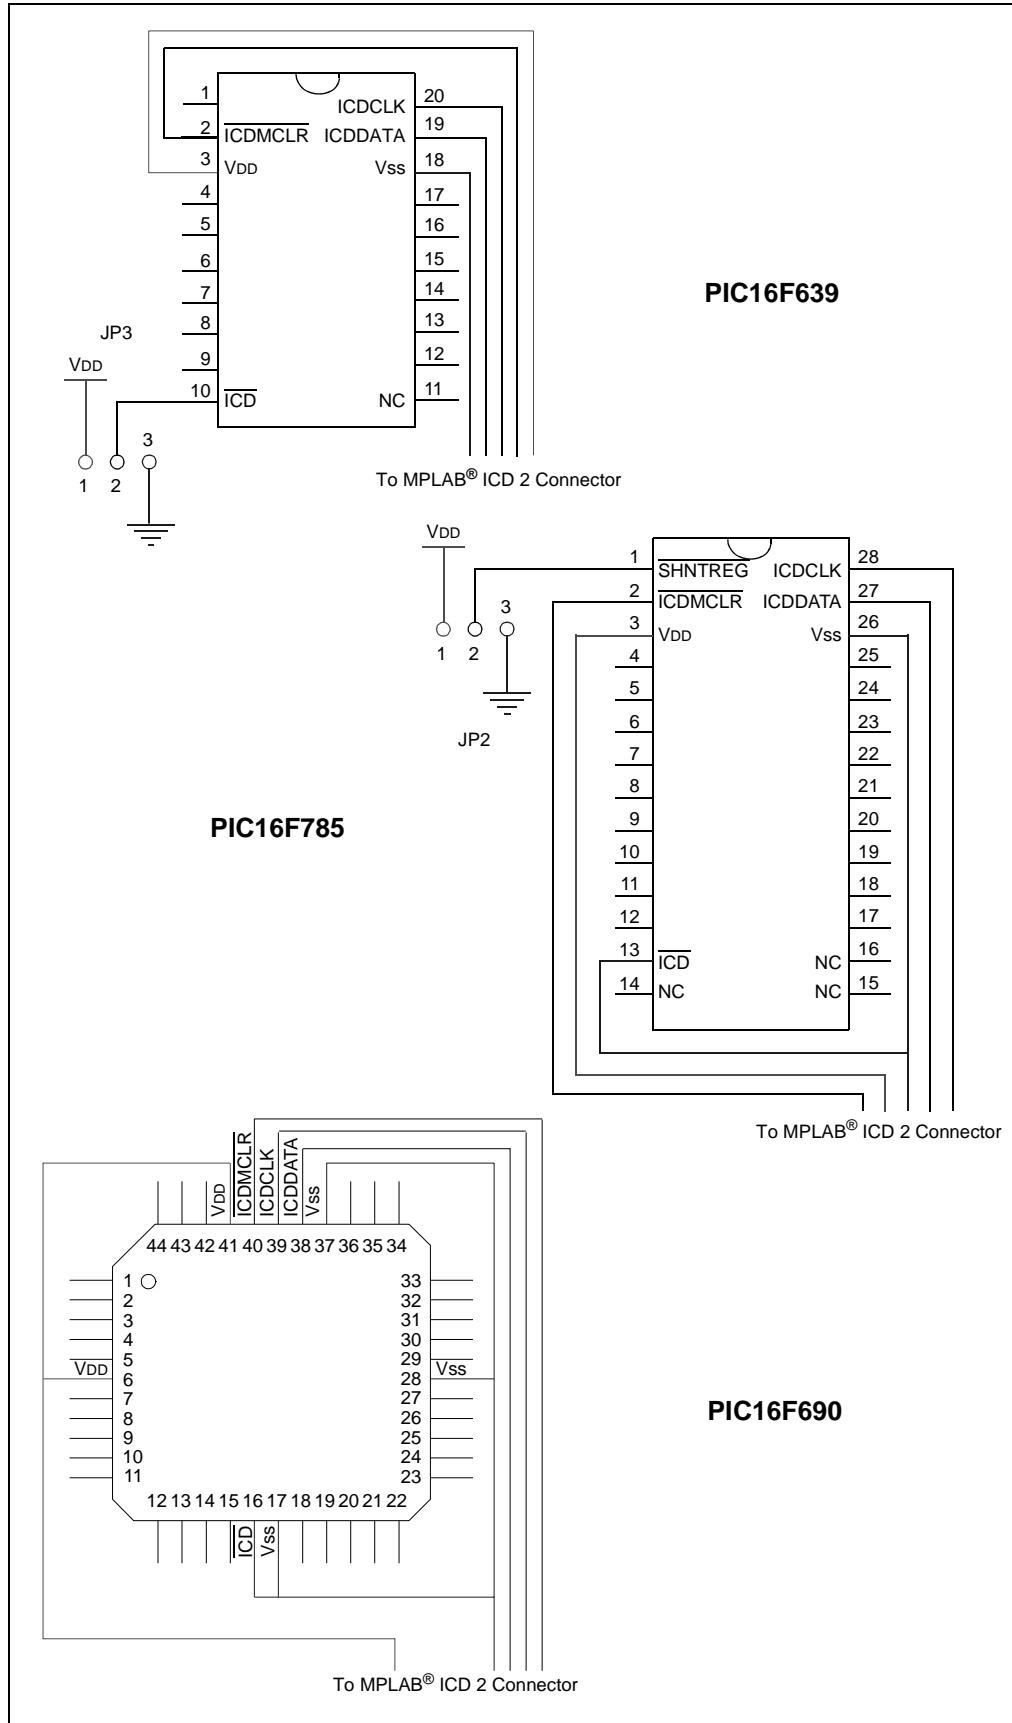 1 ICDCLK 20
2 ICDMCLR ICDDATA 19
3 VDD Vss 18
4 17
5 16
6 15
7 14
PIC16F639
8 13
JP3
9 12
VDD
10 ICD NC 11
3
1 2
To MPLAB® ICD 2 Connector
VDD
1 SHNTREG ICDCLK 28
2 ICDMCLR ICDDATA 27
3
3 VDD Vss 26
1 2
4 25
5 24
6 23
JP2
7 22
8 21
9 20
PIC16F785
10 19
11 18
12 17
13 ICD NC 16
14 NC NC 15
To MPLAB® ICD 2 Connector
VDD ICDMCLR ICDCLK ICDDATA Vss
44 43 42 41 40 39 38 37 36 35 34
1 33
2 32
3 31
4 30
5 29
VDD Vss
6 28
7 27
8 26
PIC16F690
9 25
10 24
11 23
12 13 14 15 16 17 18 19 20 21 22
ICD Vss
To MPLAB® ICD 2 Connector